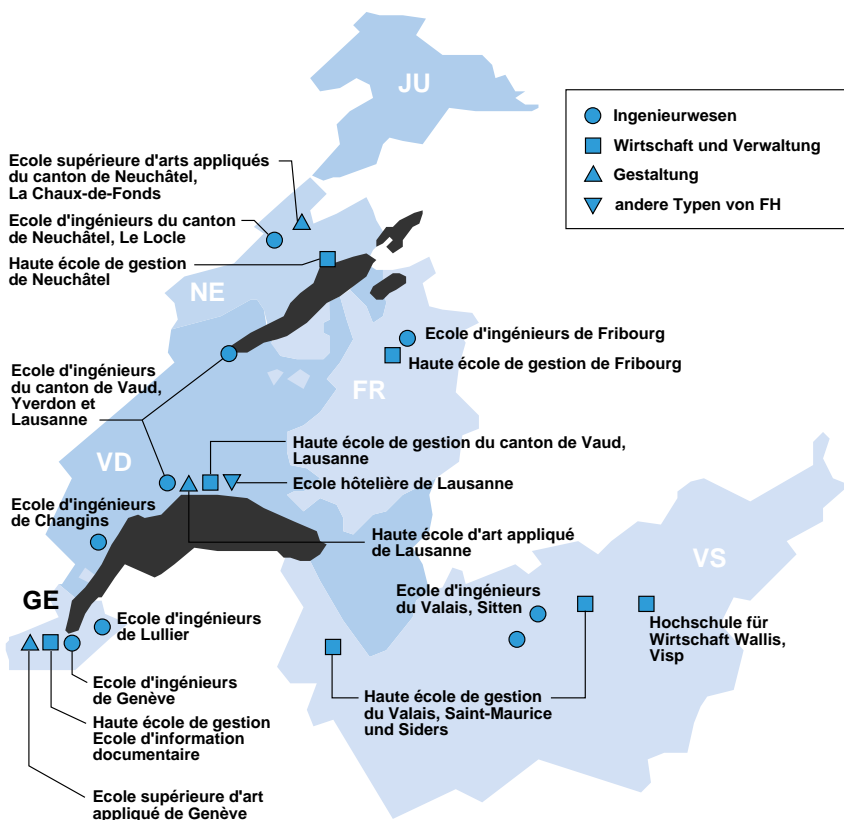 JU
Ingenieurwesen
Wirtschaft und Verwaltung
Gestaltung
andere Typen von FH
Ecole supérieure d'arts appliqués
du canton de Neuchâtel,
La Chaux-de-Fonds
Ecole d'ingénieurs du canton
de Neuchâtel, Le Locle
Haute école de gestion
de Neuchâtel
NE
Ecole d'ingénieurs de Fribourg
Haute école de gestion de Fribourg
FR
Ecole d'ingénieurs
du canton de Vaud,
Yverdon et
Lausanne
VD
Haute école de gestion du canton de Vaud,
Lausanne
Ecole hôtelière de Lausanne
Ecole d'ingénieurs
de Changins
Haute école d'art appliqué
de Lausanne
VS
GE
Ecole d'ingénieurs
de Lullier
Ecole d'ingénieurs
du Valais, Sitten
Hochschule für
Wirtschaft Wallis,
Visp
Ecole d'ingénieurs
de Genève
Haute école de gestion
du Valais, Saint-Maurice
und Siders
Haute école de gestion
Ecole d'information
documentaire
Ecole supérieure d'art
appliqué de Genève